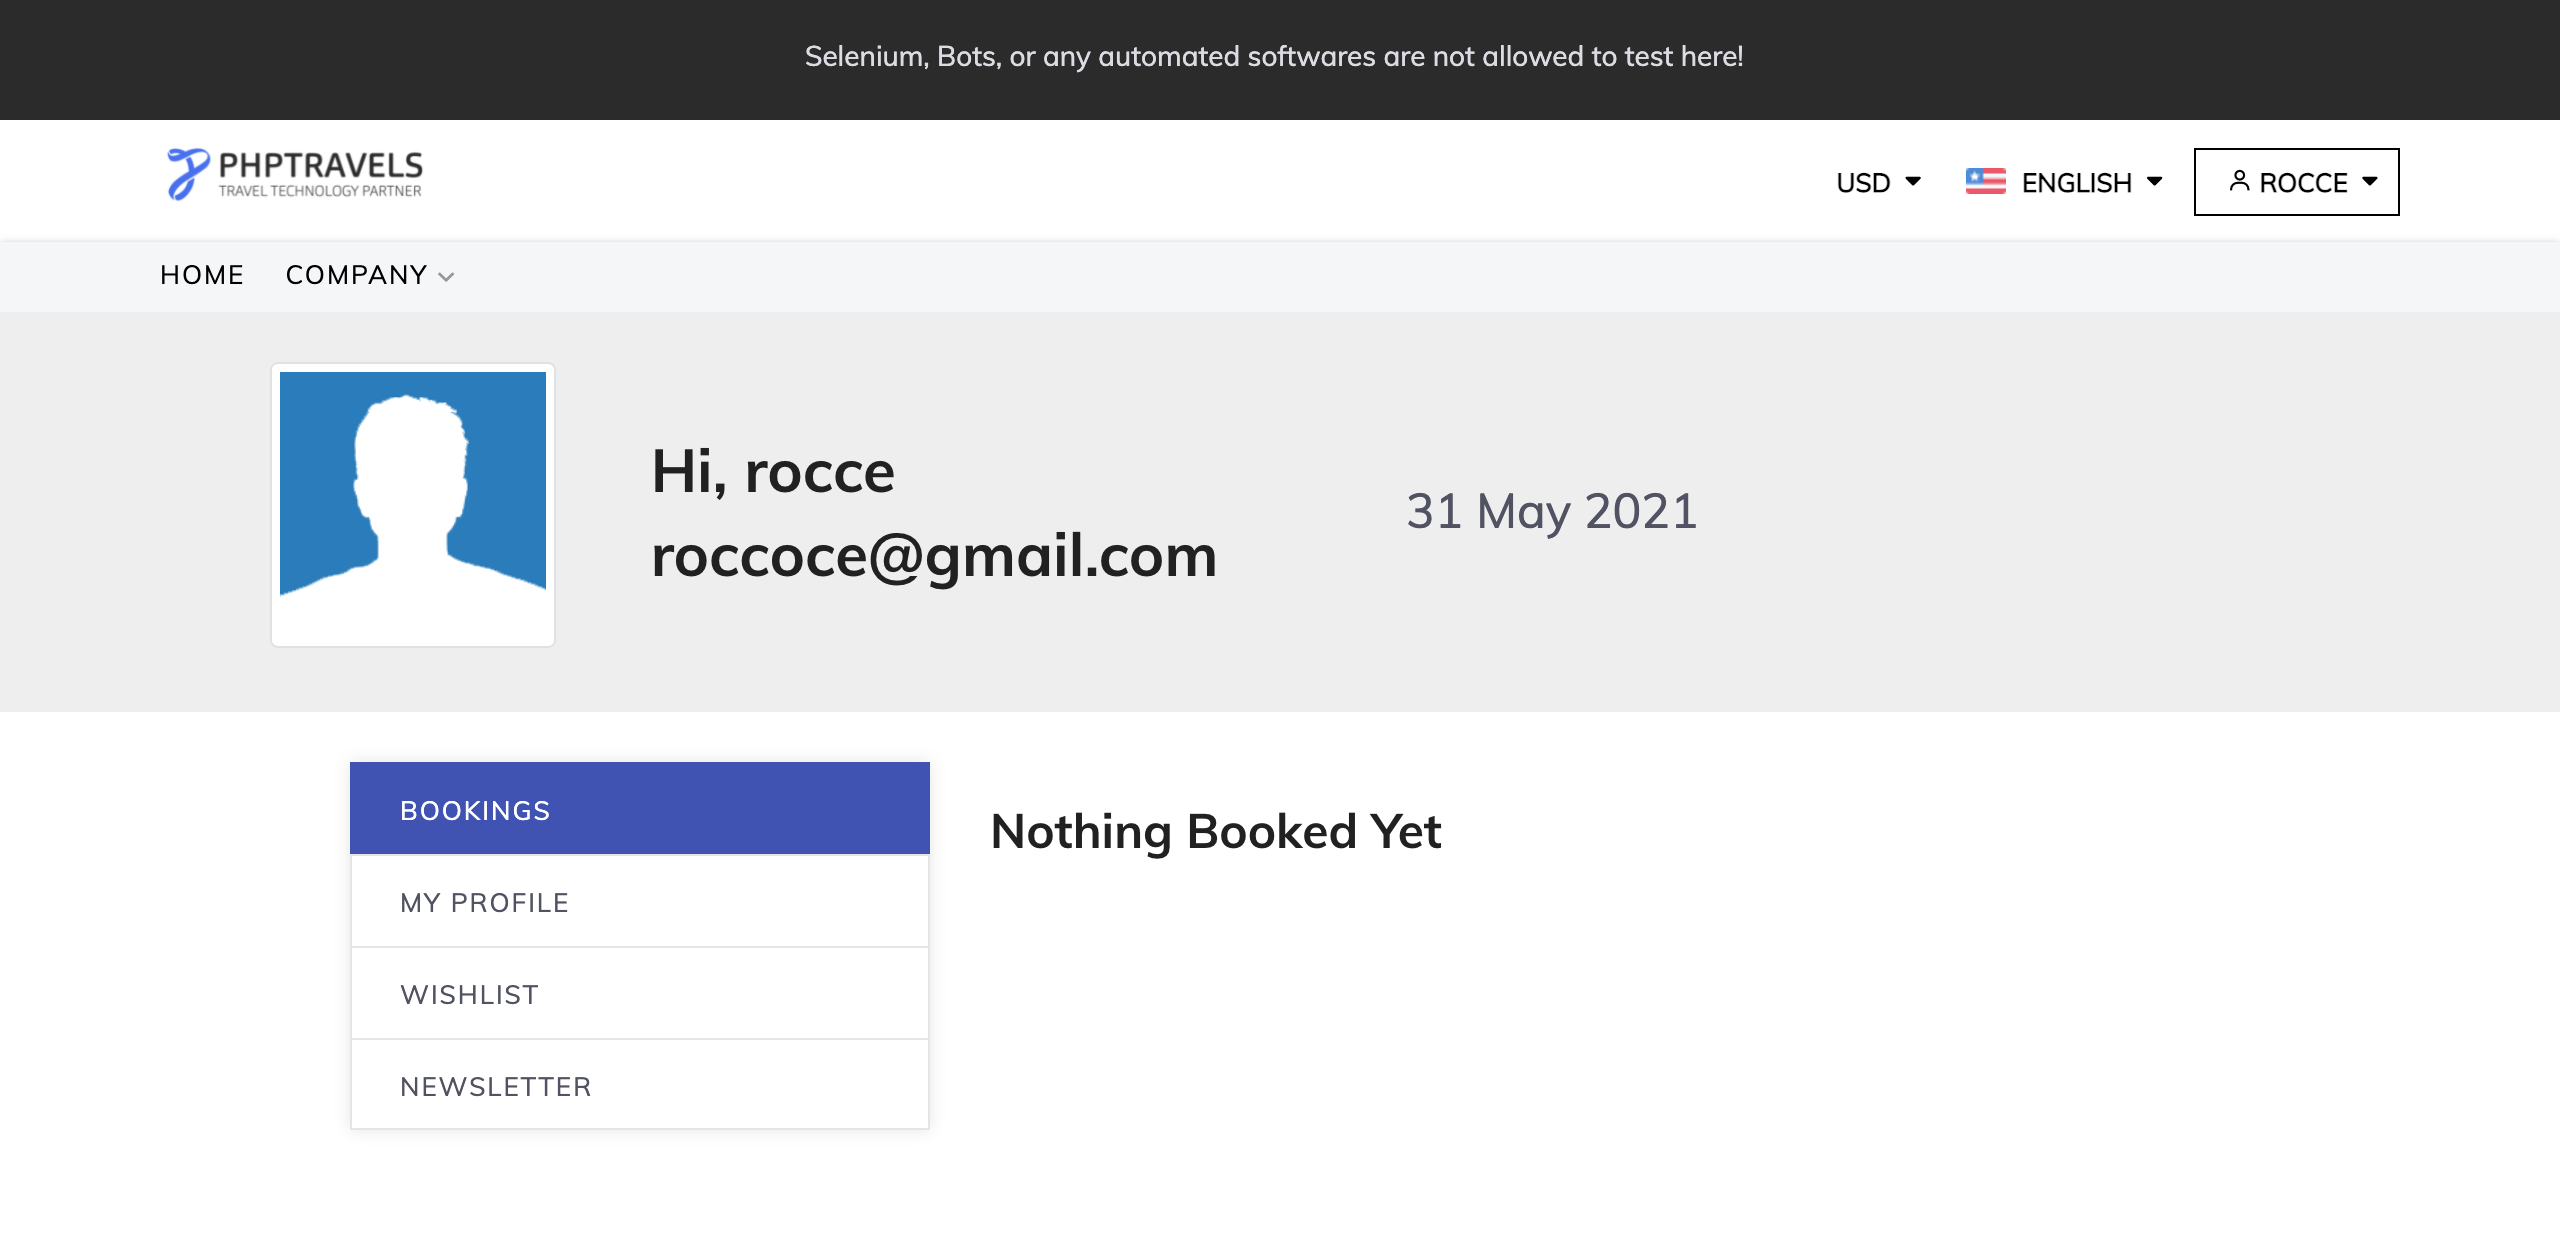 Selenium, Bots, or any automated softwares are not allowed to test here!
PHPTRAVELS
TRAVEL TECHNOLOGY PARTNER
USD
ENGLISH
ROCCE
HOME
COMPANY
Hi, rocce
roccoce@gmail.com
31 May 2021
BOOKINGS
MY PROFILE
WISHLIST
NEWSLETTER
Nothing Booked Yet